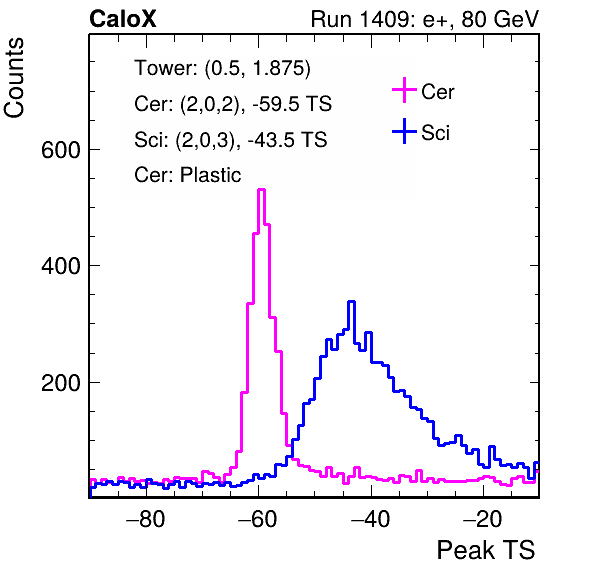 CaloX Run 1409: e+, 80 GeV
Counts
Tower: (0.5, 1.875)
Cer: (2,0,2), -59.5 TS
Sci: (2,0,3), -43.5 TS
Cer: Plastic
Cer
Sci
600
400
200
−80 −60 −40 −20
Peak TS